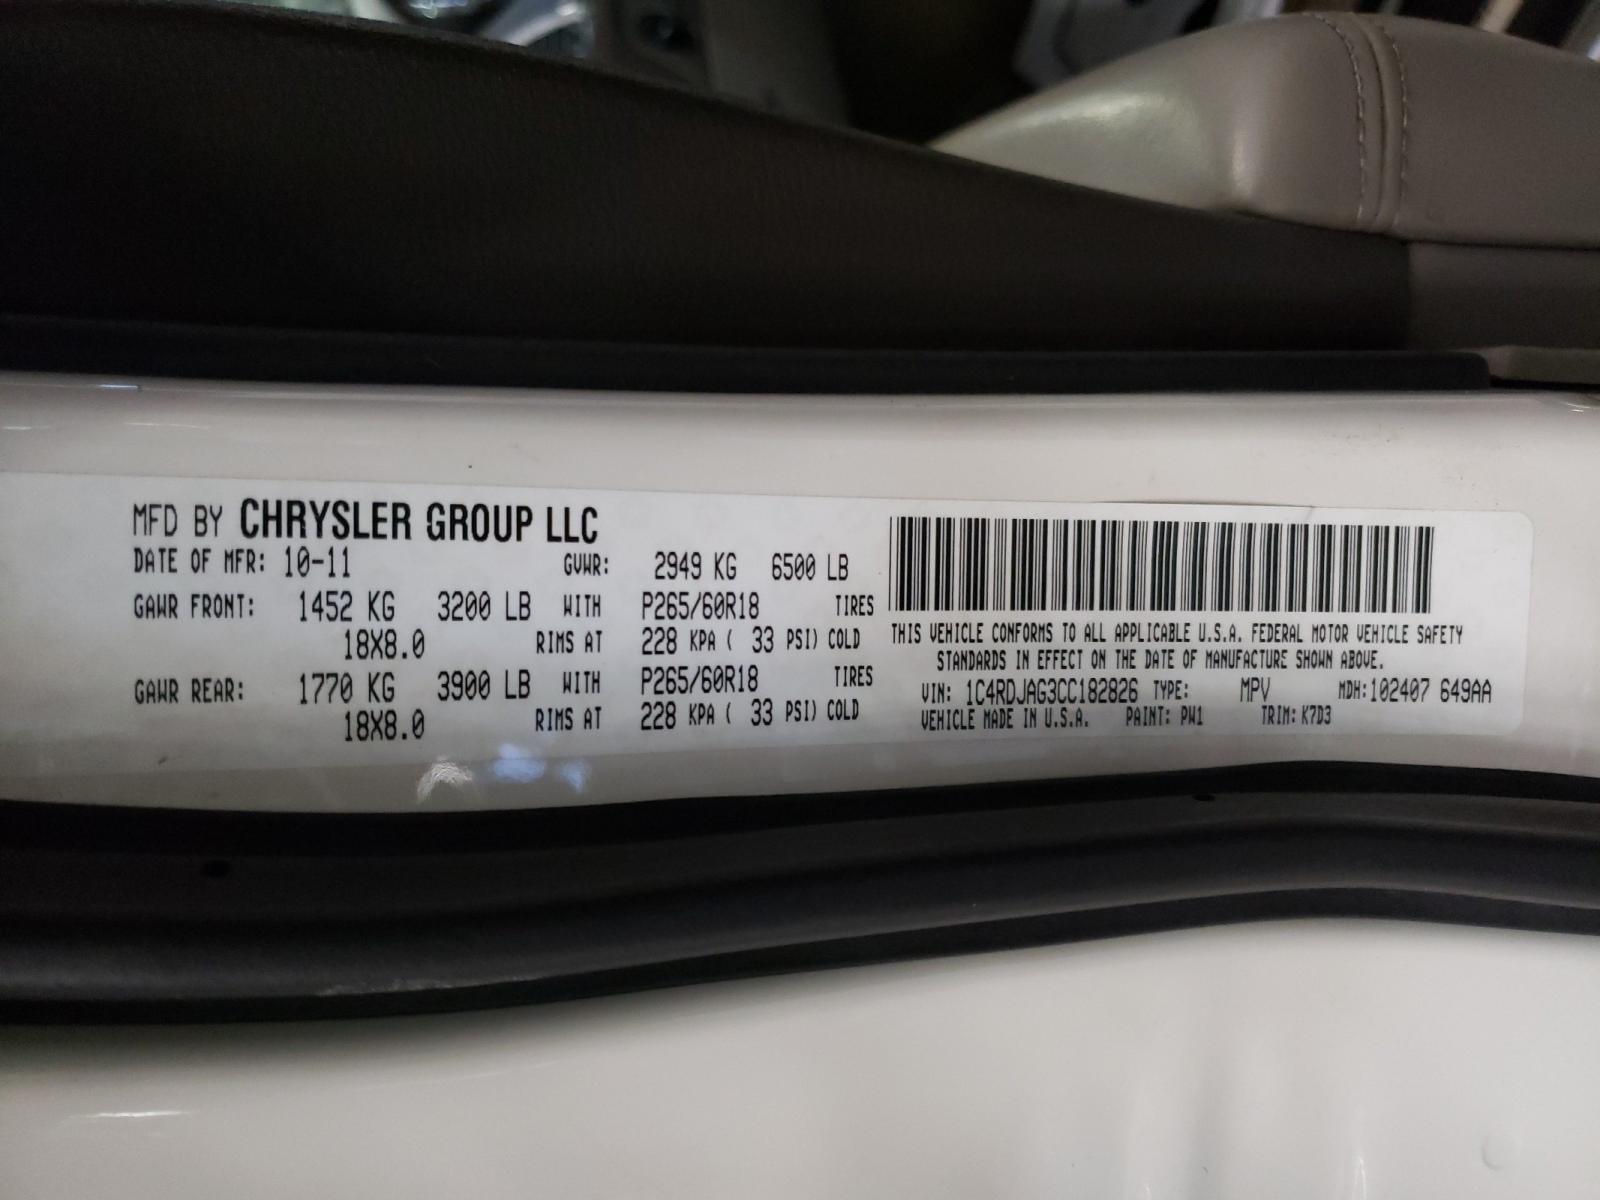 MFD BY CHRYSLER GROUP LLC
DATE OF MFR: 10-11 GVWR: 2949 KG 6500 LB
GAWR FRONT: 1452 KG 3200 LB WITH P265/60R18 TIRES
18X8.0 RIMS AT 228 KPA ( 33 PSI) COLD
GAWR REAR: 1770 KG 3900 LB WITH P265/60R18 TIRES
18X8.0 RIMS AT 228 KPA ( 33 PSI) COLD
THIS VEHICLE CONFORMS TO ALL APPLICABLE U.S.A. FEDERAL MOTOR VEHICLE SAFETY
STANDARDS IN EFFECT ON THE DATE OF MANUFACTURE SHOWN ABOVE.
VIN: 1C4RDJAG3CC182826 TYPE: MPV MDH:102407 649AA
VEHICLE MADE IN U.S.A. PAINT: PW1 TRIM: K7D3